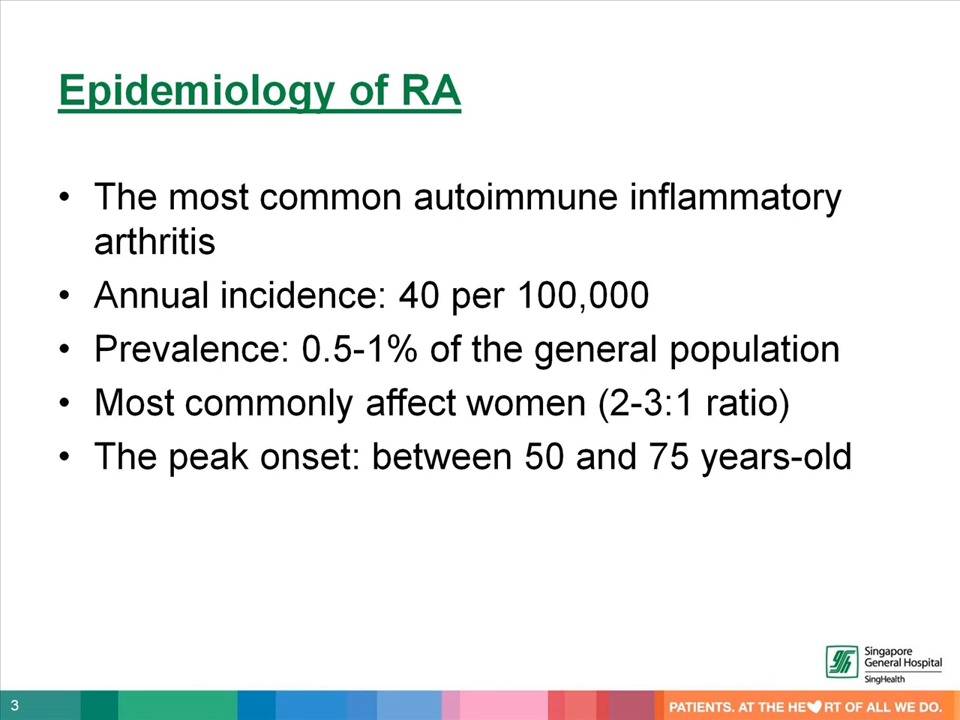 Epidemiology of RA
• The most common autoimmune inflammatory
arthritis
• Annual incidence: 40 per 100,000
• Prevalence: 0.5-1% of the general population
• Most commonly affect women (2-3:1 ratio)
• The peak onset: between 50 and 75 years-old
Singapore
General Hospital
SingHealth
3
PATIENTS. AT THE HE❤RT OF ALL WE DO.